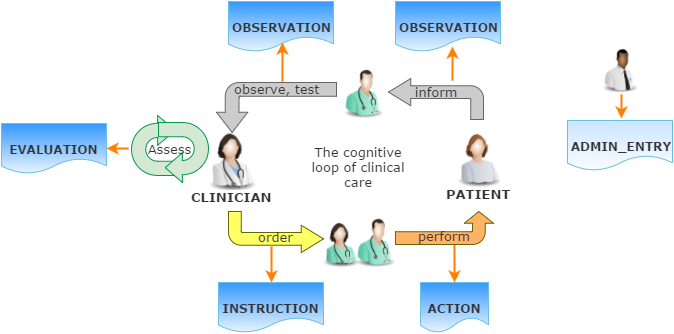 OBSERVATION
OBSERVATION
observe, test
inform
EVALUATION
Assess
The cognitive
loop of clinical
care
ADMIN_ENTRY
CLINICIAN
PATIENT
order
perform
INSTRUCTION
ACTION